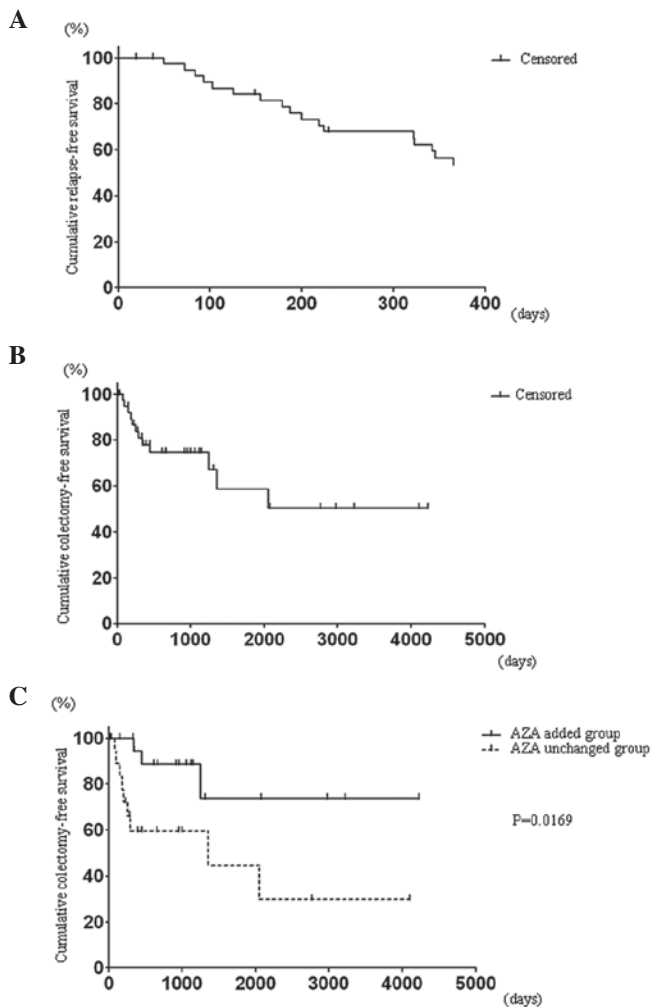 A
(%)
Censored
Cumulative relapse-free survival
100
80
60
40
20
0
0 100 200 300 400
(days)
B
(%)
Censored
Cumulative colectomy-free survival
100
80
60
40
20
0
0 1000 2000 3000 4000 5000
(days)
C
(%)
AZA added group
AZA unchanged group
P=0.0169
Cumulative colectomy-free survival
100
80
60
40
20
0
0 1000 2000 3000 4000 5000
(days)